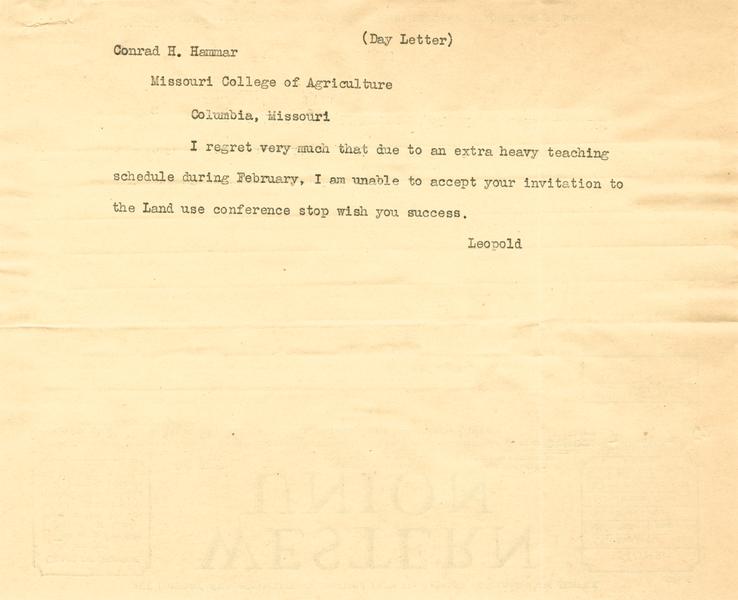 (Day Letter)
Conrad H. Hammar
Missouri College of Agriculture
Columbia, Missouri
I regret very much that due to an extra heavy teaching
schedule during February, I am unable to accept your invitation to
the Land use conference stop wish you success.
Leopold
WESTERN
UNION